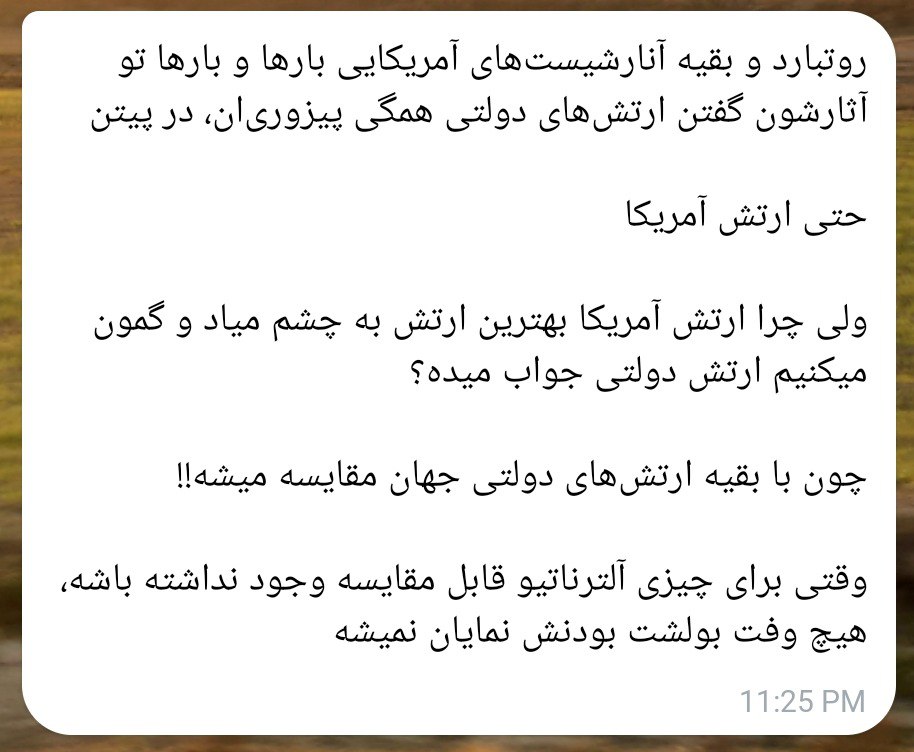 روتبارد و بقیه آنارشیست‌های آمریکایی بارها و بارها تو
آثارشون گفتن ارتش‌های دولتی همگی پیزوری‌ان، در پیتن
حتی ارتش آمریکا
ولی چرا ارتش آمریکا بهترین ارتش به چشم میاد و گمون
میکنیم ارتش دولتی جواب میده؟
چون با بقیه ارتش‌های دولتی جهان مقایسه میشه!!
وقتی برای چیزی آلترناتیو قابل مقایسه وجود نداشته باشه،
هیچ وفت بولشت بودنش نمایان نمیشه
11:25 PM